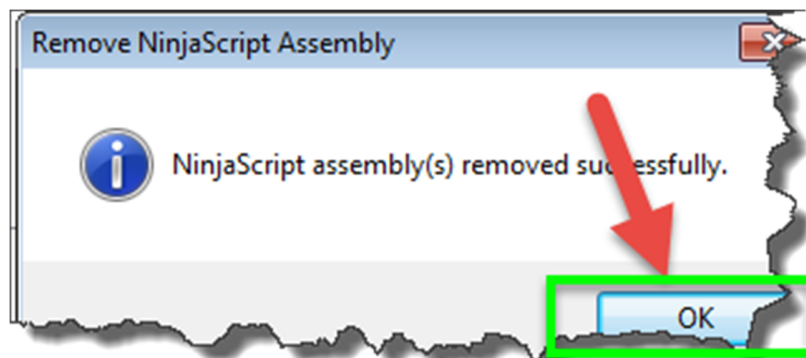 Remove NinjaScript Assembly
NinjaScript assembly(s) removed successfully.
OK